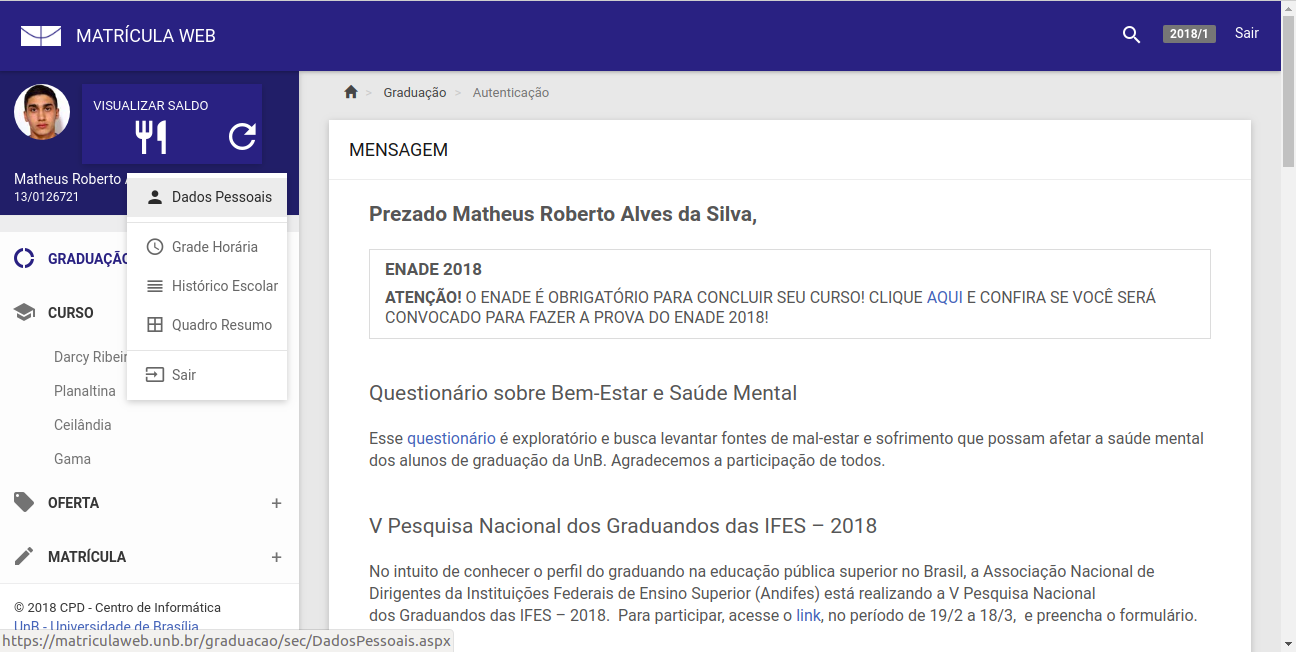 MATRÍCULA WEB
2018/1
Sair
VISUALIZAR SALDO
Matheus Roberto
13/0126721
Dados Pessoais
Grade Horária
Histórico Escolar
Quadro Resumo
Sair
GRADUAÇÃO
CURSO
Darcy Ribeir
Planaltina
Ceilândia
Gama
OFERTA +
MATRÍCULA +
© 2018 CPD - Centro de Informática
UnB - Universidade de Brasília
https://matriculaweb.unb.br/graduacao/sec/DadosPessoais.aspx
> Graduação > Autenticação
MENSAGEM
Prezado Matheus Roberto Alves da Silva,
ENADE 2018
ATENÇÃO! O ENADE É OBRIGATÓRIO PARA CONCLUIR SEU CURSO! CLIQUE AQUI E CONFIRA SE VOCÊ SERÁ
CONVOCADO PARA FAZER A PROVA DO ENADE 2018!
Questionário sobre Bem-Estar e Saúde Mental
Esse questionário é exploratório e busca levantar fontes de mal-estar e sofrimento que possam afetar a saúde mental
dos alunos de graduação da UnB. Agradecemos a participação de todos.
V Pesquisa Nacional dos Graduandos das IFES – 2018
No intuito de conhecer o perfil do graduando na educação pública superior no Brasil, a Associação Nacional de
Dirigentes da Instituições Federais de Ensino Superior (Andifes) está realizando a V Pesquisa Nacional
dos Graduandos das IFES – 2018. Para participar, acesse o link, no período de 19/2 a 18/3, e preencha o formulário.